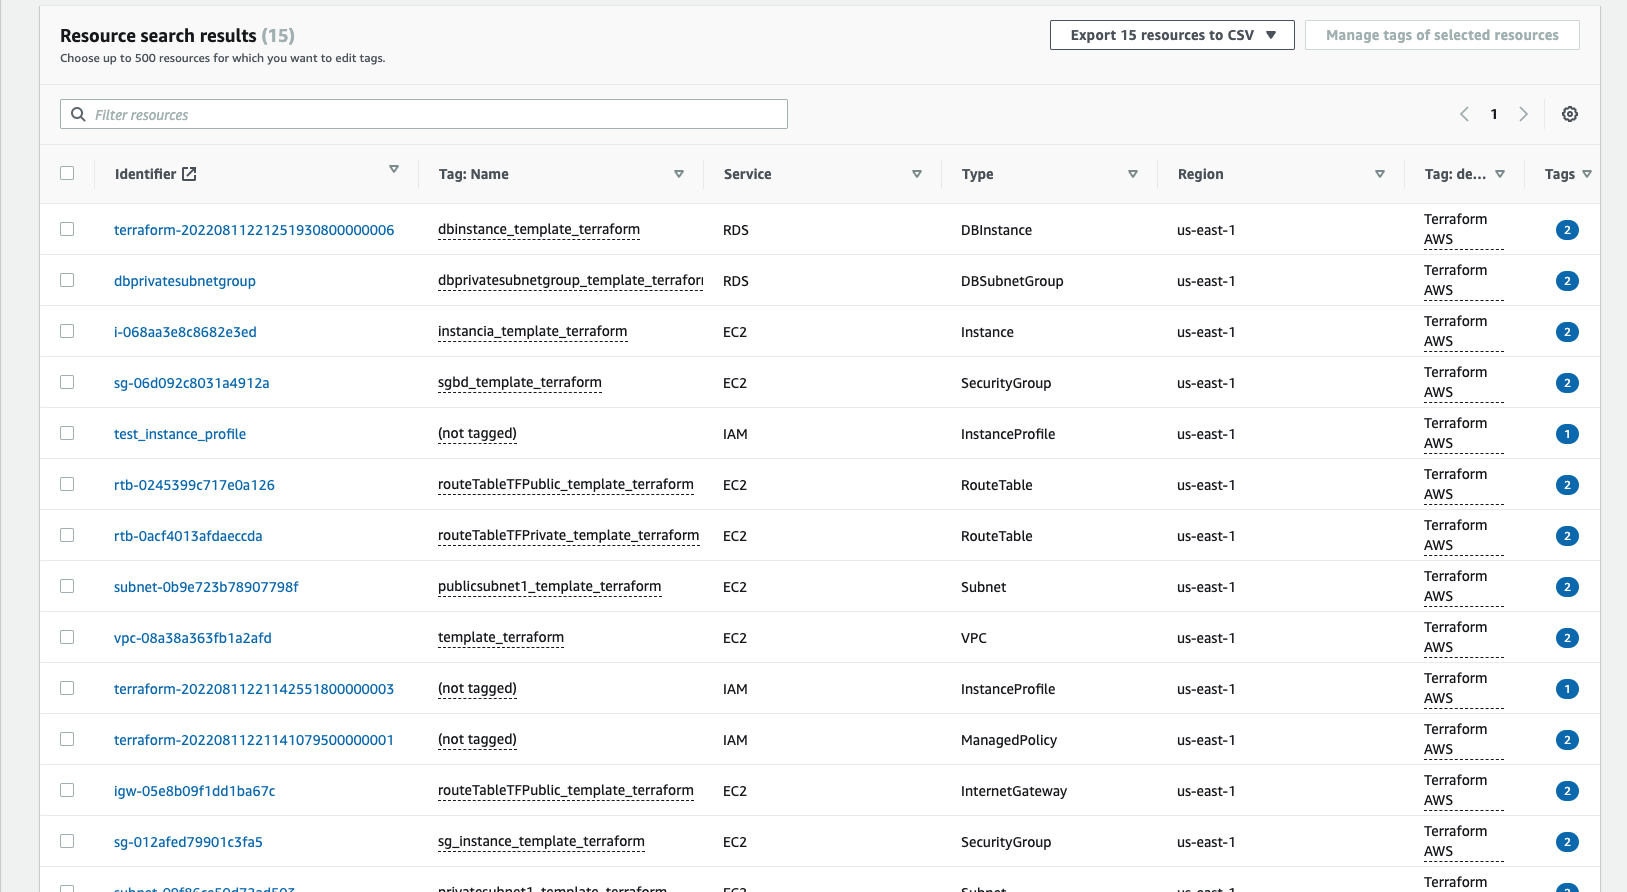 Resource search results (15)
Choose up to 500 resources for which you want to edit tags.
Export 15 resources to CSV
Manage tags of selected resources
Filter resources
1
Identifier Tag: Name Service Type Region Tag: de... Tags
terraform-20220811221251930800000006 dbinstance_template_terraform RDS DBInstance us-east-1 Terraform AWS 2
dbprivatesubnetgroup dbprivatesubnetgroup_template_terraform RDS DBSubnetGroup us-east-1 Terraform AWS 2
i-068aa3e8c8682e3ed instancia_template_terraform EC2 Instance us-east-1 Terraform AWS 2
sg-06d092c8031a4912a sgbd_template_terraform EC2 SecurityGroup us-east-1 Terraform AWS 2
test_instance_profile (not tagged) IAM InstanceProfile us-east-1 Terraform AWS 1
rtb-0245399c717e0a126 routeTableTFPublic_template_terraform EC2 RouteTable us-east-1 Terraform AWS 2
rtb-0acf4013afdaeccda routeTableTFPrivate_template_terraform EC2 RouteTable us-east-1 Terraform AWS 2
subnet-0b9e723b78907798f publicsubnet1_template_terraform EC2 Subnet us-east-1 Terraform AWS 2
vpc-08a38a363fb1a2afd template_terraform EC2 VPC us-east-1 Terraform AWS 2
terraform-20220811221142551800000003 (not tagged) IAM InstanceProfile us-east-1 Terraform AWS 1
terraform-20220811221141079500000001 (not tagged) IAM ManagedPolicy us-east-1 Terraform AWS 2
igw-05e8b09f1dd1ba67c routeTableTFPublic_template_terraform EC2 InternetGateway us-east-1 Terraform AWS 2
sg-012afed79901c3fa5 sg_instance_template_terraform EC2 SecurityGroup us-east-1 Terraform AWS 2
privatesubnet1_template_terraform EC2 Subnet us-east-1 Terraform